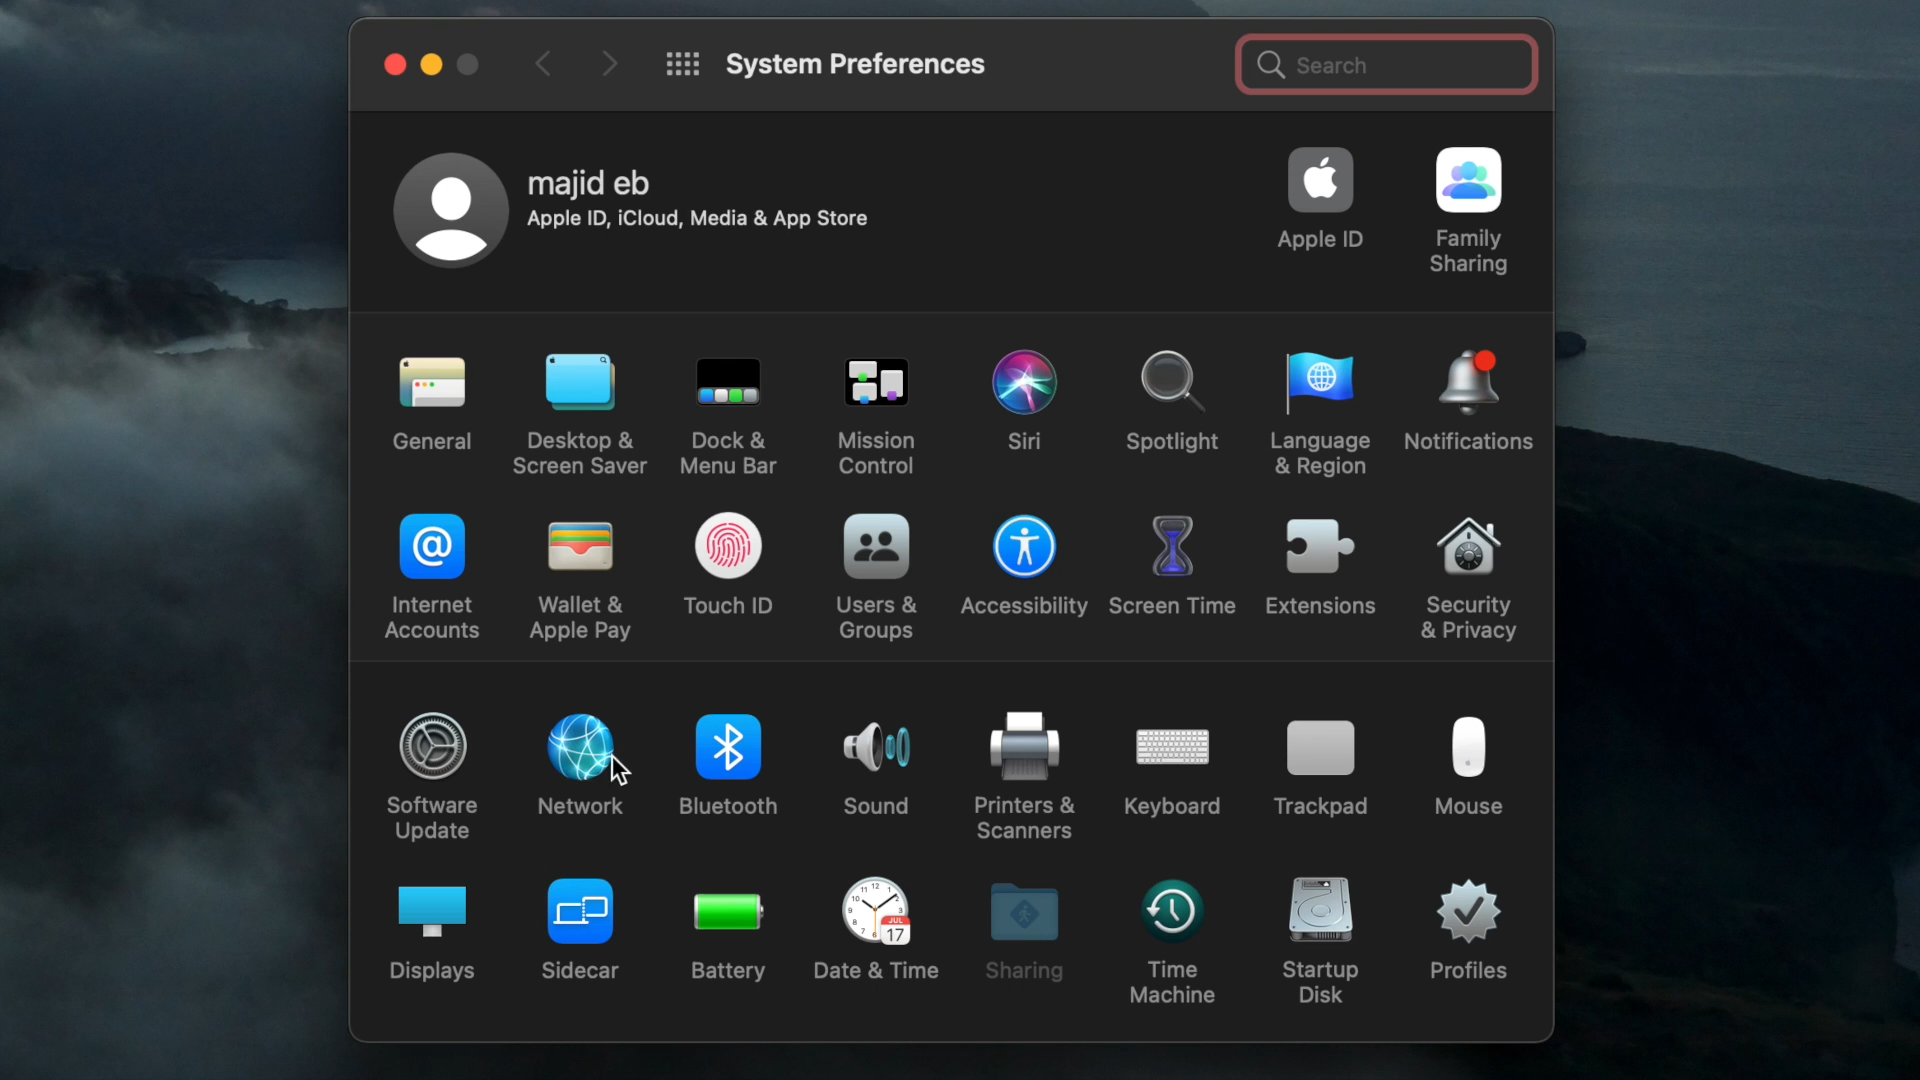 System Preferences
Search
majid eb
Apple ID, iCloud, Media & App Store
Apple ID
Family
Sharing
General
Desktop &
Screen Saver
Dock &
Menu Bar
Mission
Control
Siri
Spotlight
Language
& Region
Notifications
Internet
Accounts
Wallet &
Apple Pay
Touch ID
Users &
Groups
Accessibility
Screen Time
Extensions
Security
& Privacy
Software
Update
Network
Bluetooth
Sound
Printers &
Scanners
Keyboard
Trackpad
Mouse
Displays
Sidecar
Battery
JUL
17
Date & Time
Sharing
Time
Machine
Startup
Disk
Profiles